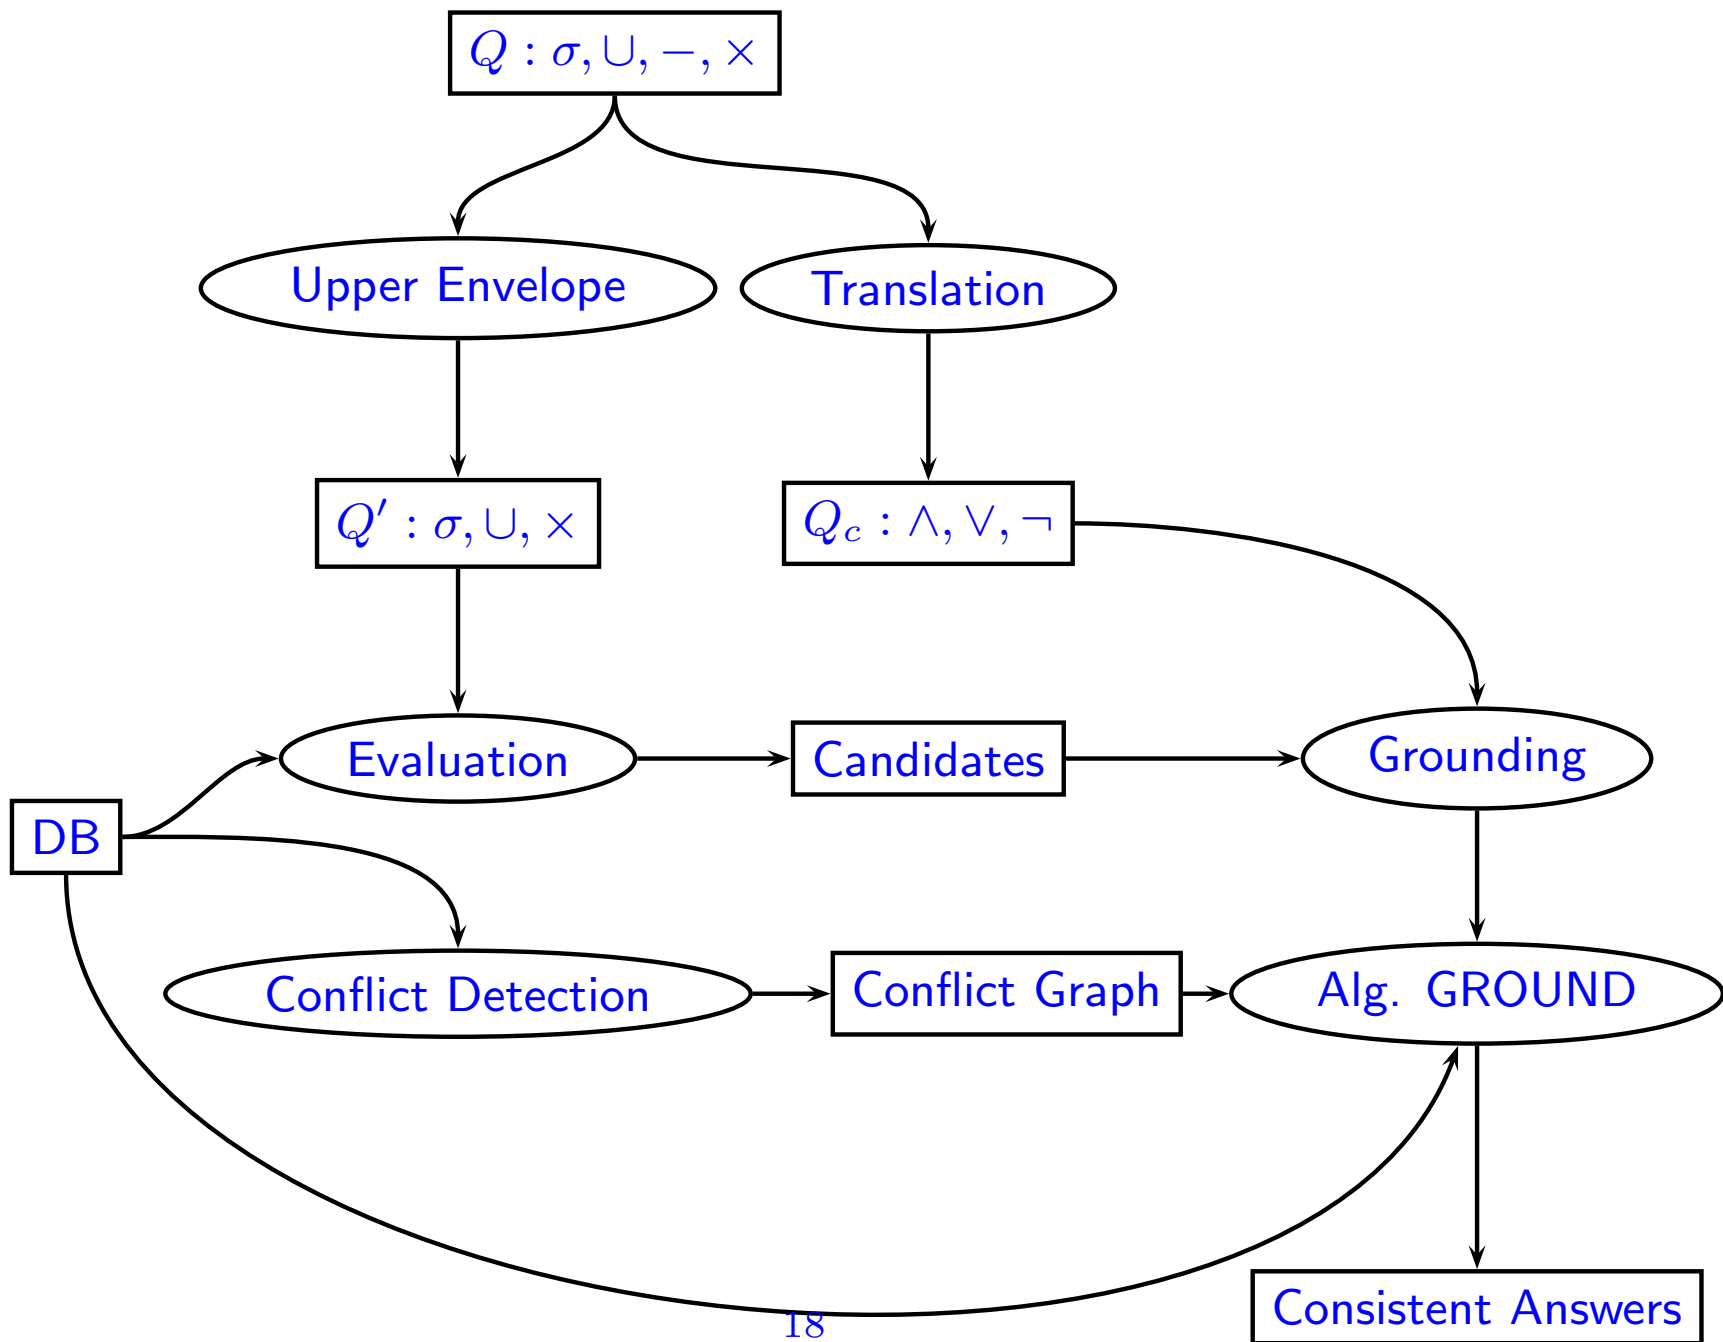 Q : σ, ∪, −, ×
Upper Envelope
Translation
Q′ : σ, ∪, ×
Q_c : ∧, ∨, ¬
Evaluation
Candidates
Grounding
DB
Conflict Detection
Conflict Graph
Alg. GROUND
Consistent Answers
18